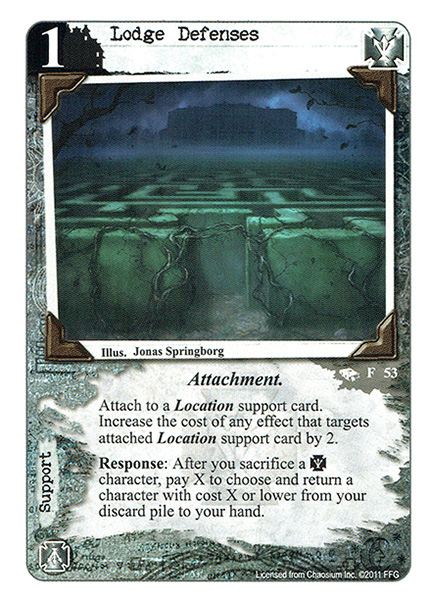 1
Lodge Defenses
Illus. Jonas Springborg
F 53
Attachment.
Attach to a Location support card.
Increase the cost of any effect that targets
attached Location support card by 2.
Response: After you sacrifice a
character, pay X to choose and return a
character with cost X or lower from your
discard pile to your hand.
Support
Licensed from Chaosium Inc. ©2011 FFG